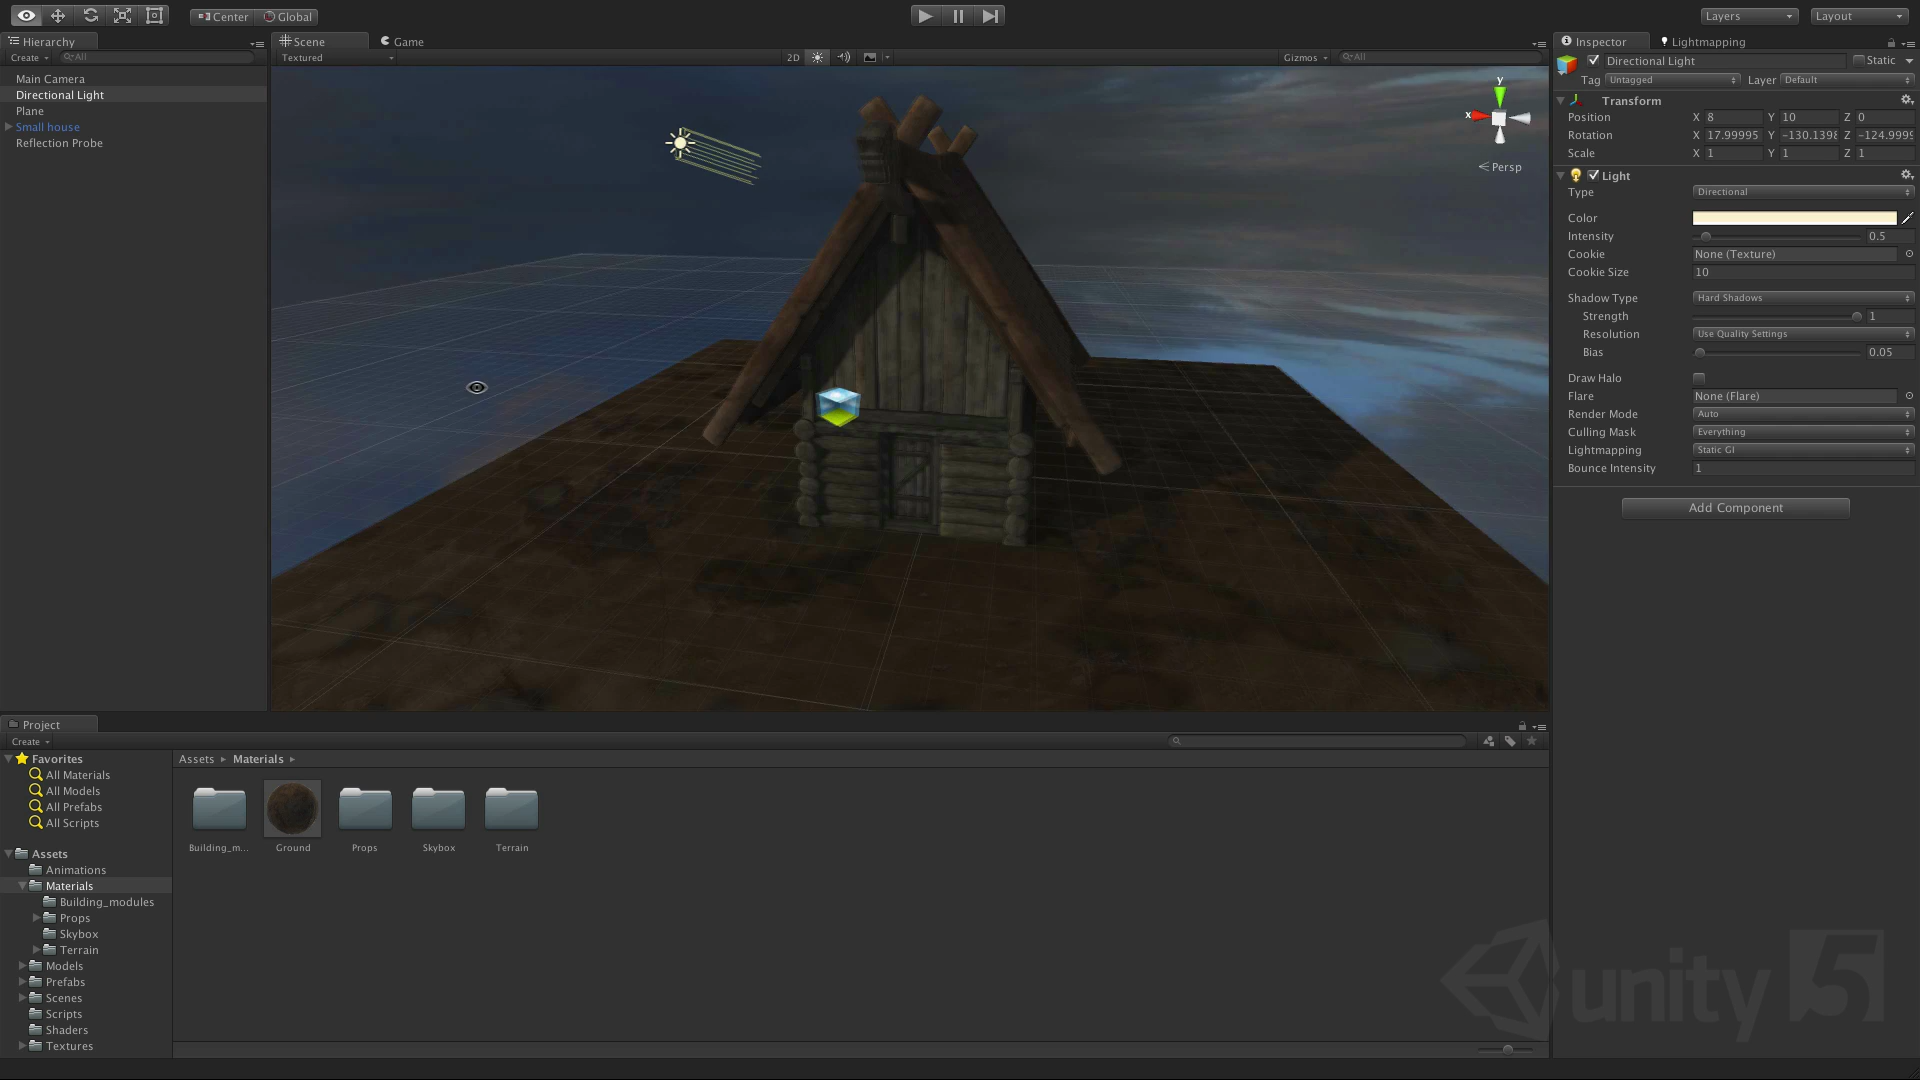 Center Global
Layers Layout
Hierarchy
Create All
Main Camera
Directional Light
Plane
Small house
Reflection Probe
Scene Game
Textured 2D Gizmos All
y
x
Persp
Inspector Lightmapping
Directional Light Static
Tag Untagged Layer Default
Transform
Position X 8 Y 10 Z 0
Rotation X 17.99995 Y -130.1398 Z -124.9999
Scale X 1 Y 1 Z 1
Light
Type Directional
Color
Intensity 0.5
Cookie None (Texture)
Cookie Size 10
Shadow Type Hard Shadows
Strength 1
Resolution Use Quality Settings
Bias 0.05
Draw Halo
Flare None (Flare)
Render Mode Auto
Culling Mask Everything
Lightmapping Static GI
Bounce Intensity 1
Add Component
Project
Create
Favorites
All Materials
All Models
All Prefabs
All Scripts
Assets
Animations
Materials
Building_modules
Props
Skybox
Terrain
Models
Prefabs
Scenes
Scripts
Shaders
Textures
Assets Materials
Building_m... Ground Props Skybox Terrain
unity 5